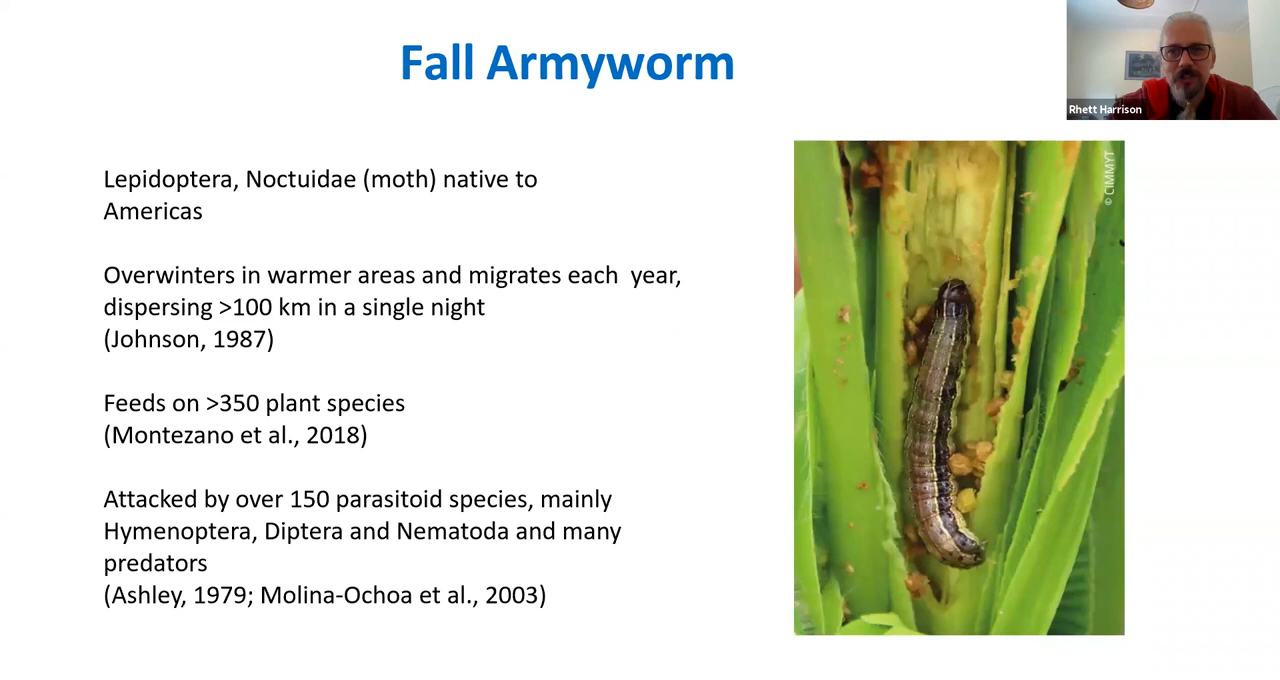 Fall Armyworm
Rhett Harrison
Lepidoptera, Noctuidae (moth) native to
Americas
Overwinters in warmer areas and migrates each  year,
dispersing >100 km in a single night
(Johnson, 1987)
Feeds on >350 plant species
(Montezano et al., 2018)
Attacked by over 150 parasitoid species, mainly
Hymenoptera, Diptera and Nematoda and many
predators
(Ashley, 1979; Molina-Ochoa et al., 2003)
© CIMMYT